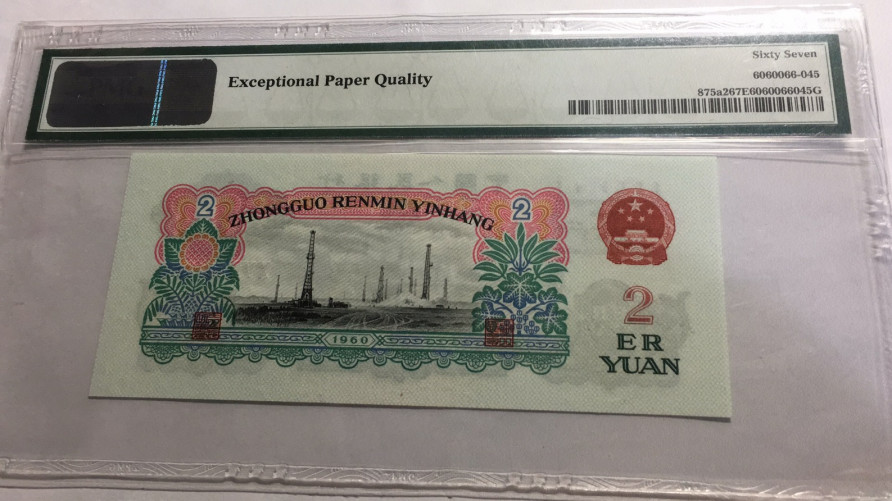 Exceptional Paper Quality
Sixty Seven
6060066-045
875a267E6060066045G
2
ZHONGGUO RENMIN YINHANG
2
1960
2
ER
YUAN